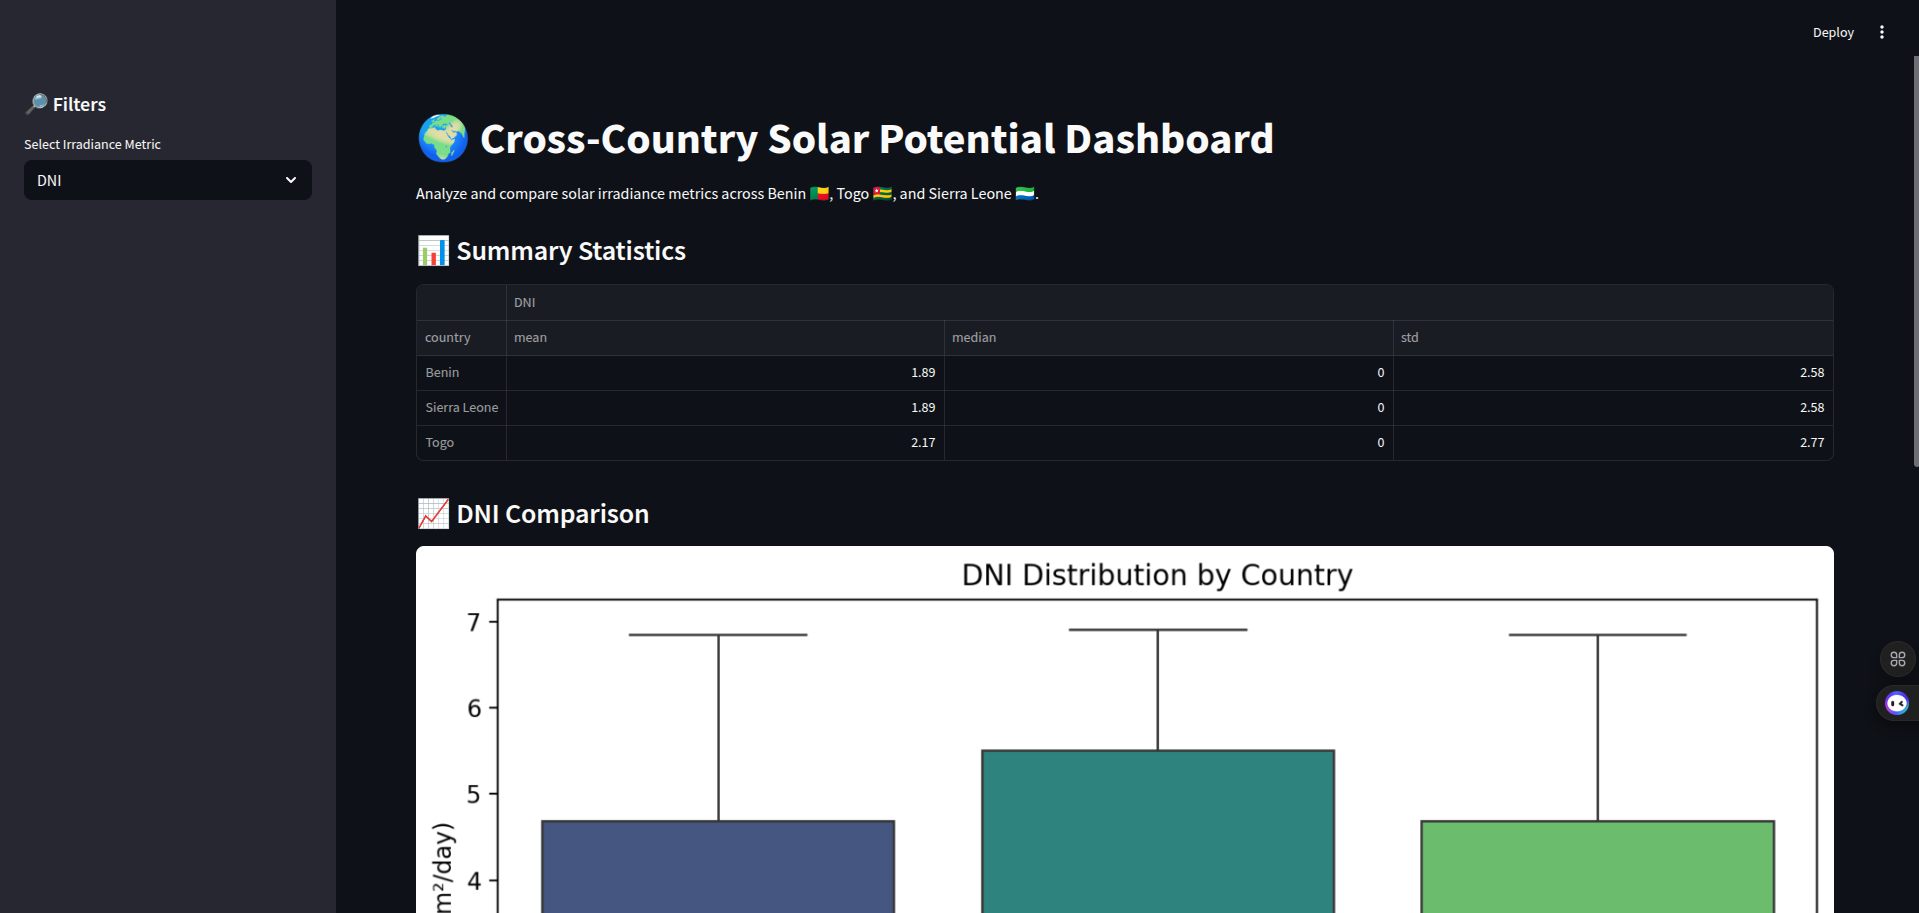 Deploy
🔎 Filters
Select Irradiance Metric
DNI
🌍 Cross-Country Solar Potential Dashboard
Analyze and compare solar irradiance metrics across Benin 🇧🇯, Togo 🇹🇬, and Sierra Leone 🇸🇱.
📊 Summary Statistics
DNI
country mean median std
Benin 1.89 0 2.58
Sierra Leone 1.89 0 2.58
Togo 2.17 0 2.77
📈 DNI Comparison
DNI Distribution by Country
7
6
5
4
m²/day)